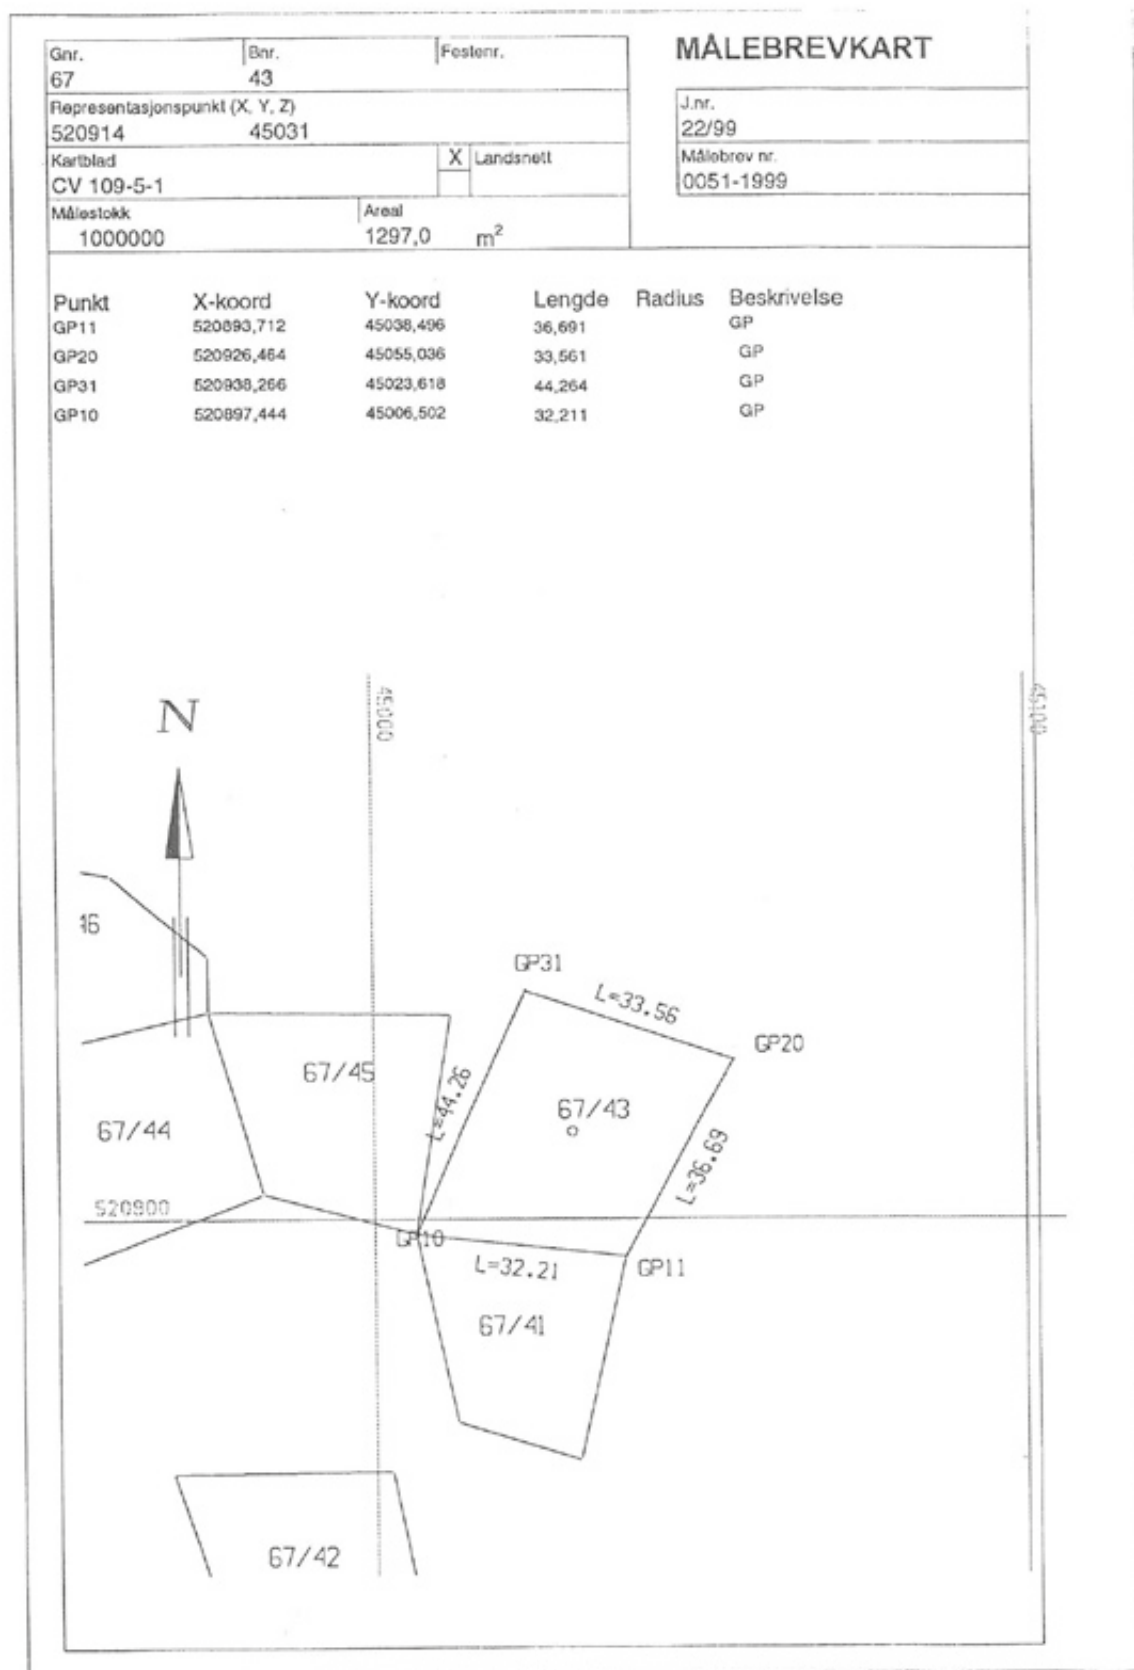 MÅLEBREVKART
Gnr. Bnr. Festenr.
67 43
Representasjonspunkt (X, Y, Z)
520914 45031
Kartblad X Landsnett
CV 109-5-1
Målestokk Areal
1000000 1297,0 m²
J.nr.
22/99
Målebrev nr.
0051-1999
Punkt X-koord Y-koord Lengde Radius Beskrivelse
GP11 520893,712 45038,496 36,691 GP
GP20 520926,464 45055,036 33,561 GP
GP31 520938,266 45023,618 44,264 GP
GP10 520897,444 45006,502 32,211 GP
45000
45100
N
46
GP31
L=33.56
GP20
67/45
L=44.26
67/43
67/44
L=36.69
520900
GP10
L=32.21
GP11
67/41
67/42